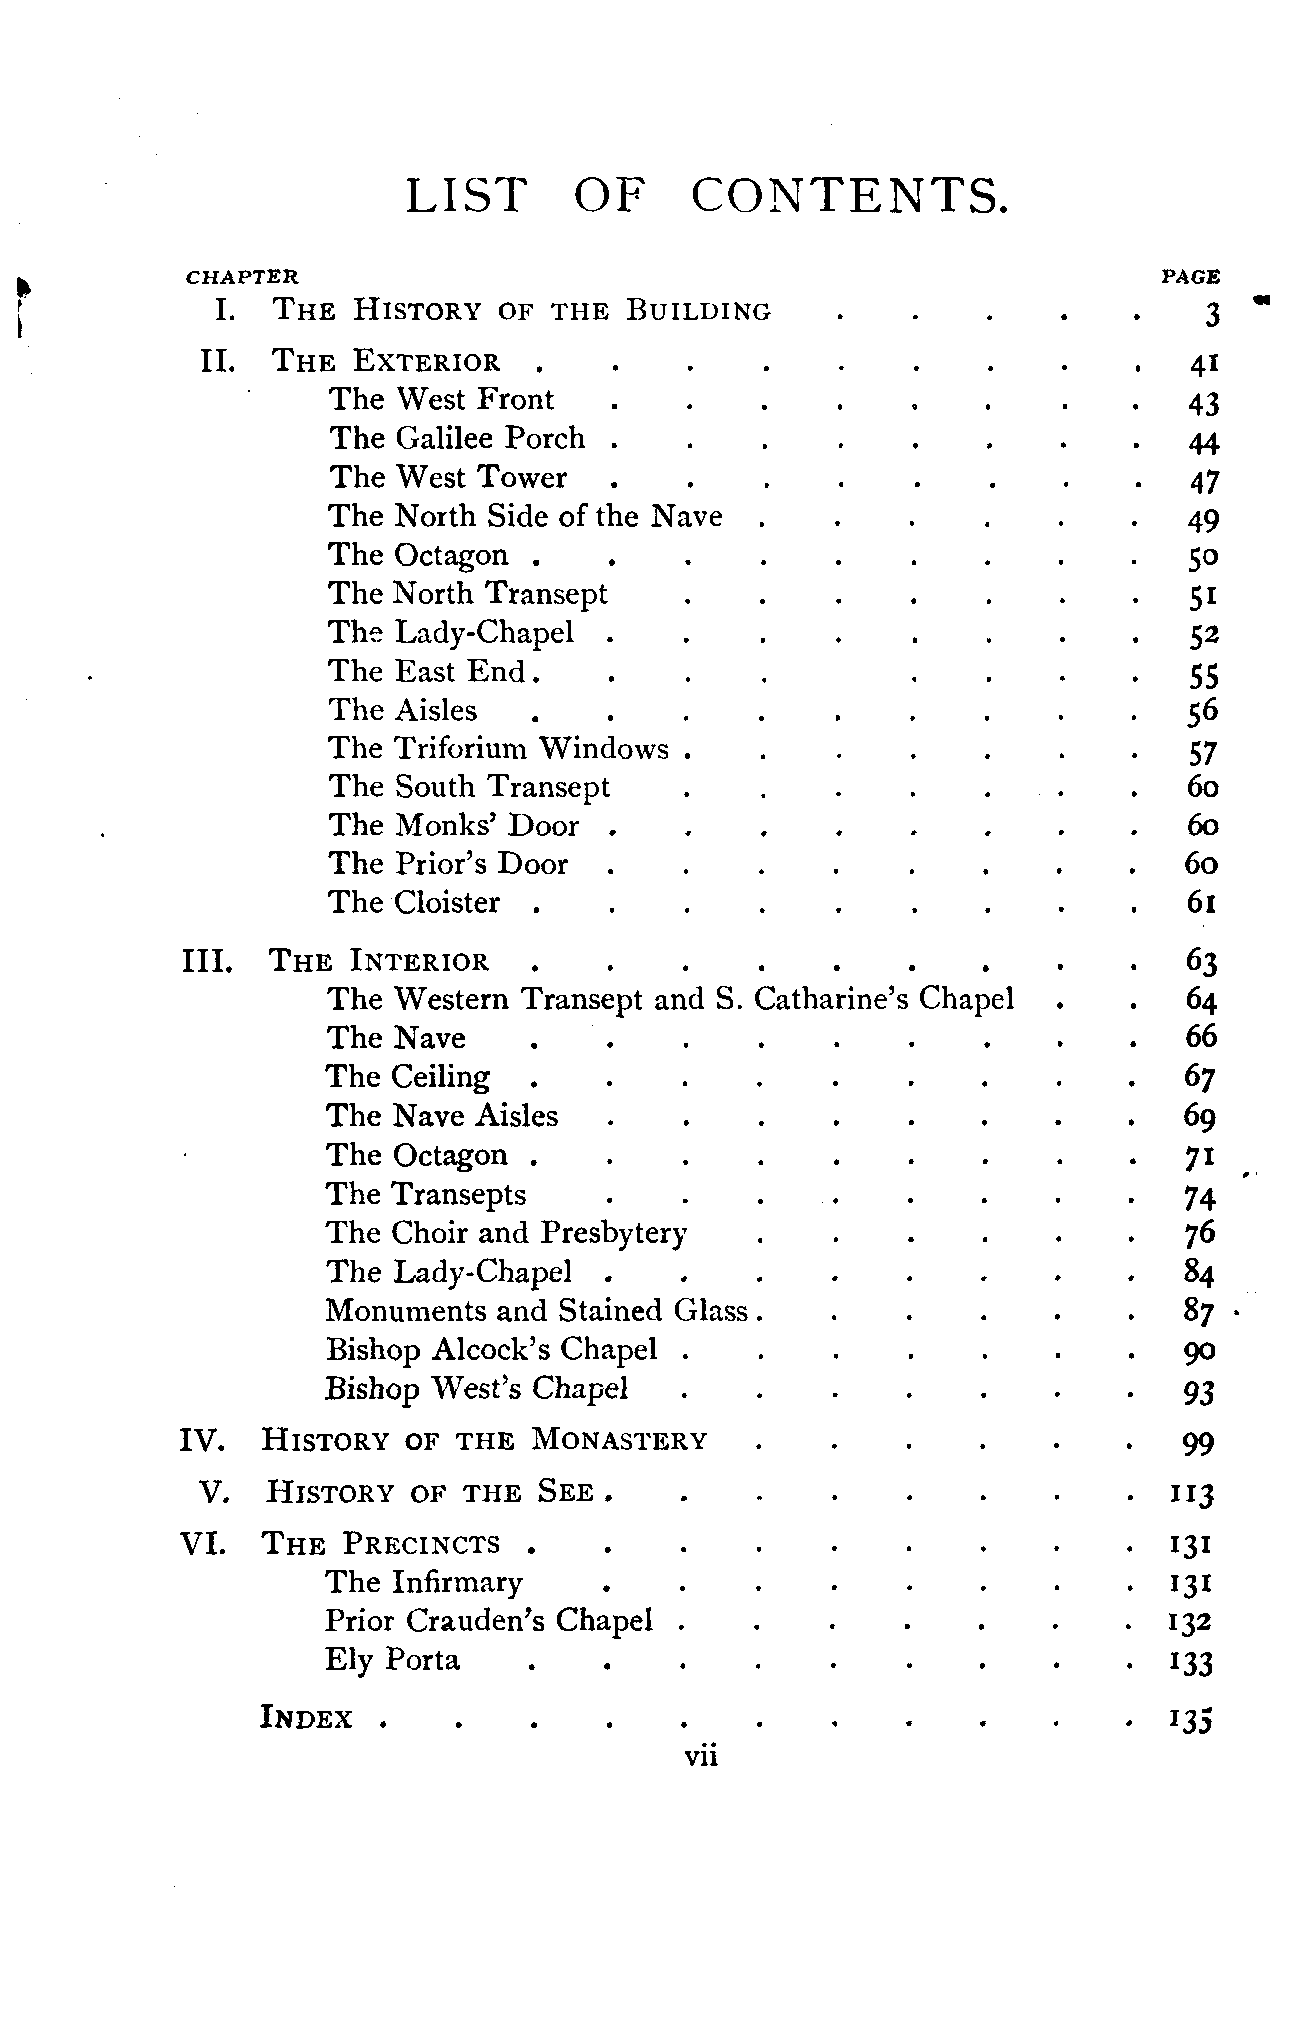 LIST OF CONTENTS.
CHAPTER PAGE
I. THE HISTORY OF THE BUILDING . . . . . 3
II. THE EXTERIOR . . . . . . . . . 41
The West Front . . . . . . . . 43
The Galilee Porch . . . . . . . . 44
The West Tower . . . . . . . . 47
The North Side of the Nave . . . . . . 49
The Octagon . . . . . . . . . 50
The North Transept . . . . . . . 51
The Lady-Chapel . . . . . . . . 52
The East End . . . . . . . . 55
The Aisles . . . . . . . . . 56
The Triforium Windows . . . . . . . 57
The South Transept . . . . . . . 60
The Monks' Door . . . . . . . . 60
The Prior's Door . . . . . . . . 60
The Cloister . . . . . . . . . 61
III. THE INTERIOR . . . . . . . . . 63
The Western Transept and S. Catharine's Chapel . . 64
The Nave . . . . . . . . . 66
The Ceiling . . . . . . . . . 67
The Nave Aisles . . . . . . . . 69
The Octagon . . . . . . . . . 71
The Transepts . . . . . . . . 74
The Choir and Presbytery . . . . . . 76
The Lady-Chapel . . . . . . . . 84
Monuments and Stained Glass . . . . . . 87
Bishop Alcock's Chapel . . . . . . . 90
Bishop West's Chapel . . . . . . . 93
IV. HISTORY OF THE MONASTERY . . . . . . 99
V. HISTORY OF THE SEE . . . . . . . . 113
VI. THE PRECINCTS . . . . . . . . . 131
The Infirmary . . . . . . . . 131
Prior Crauden's Chapel . . . . . . . 132
Ely Porta . . . . . . . . . 133
INDEX . . . . . . . . . . . 135
vii